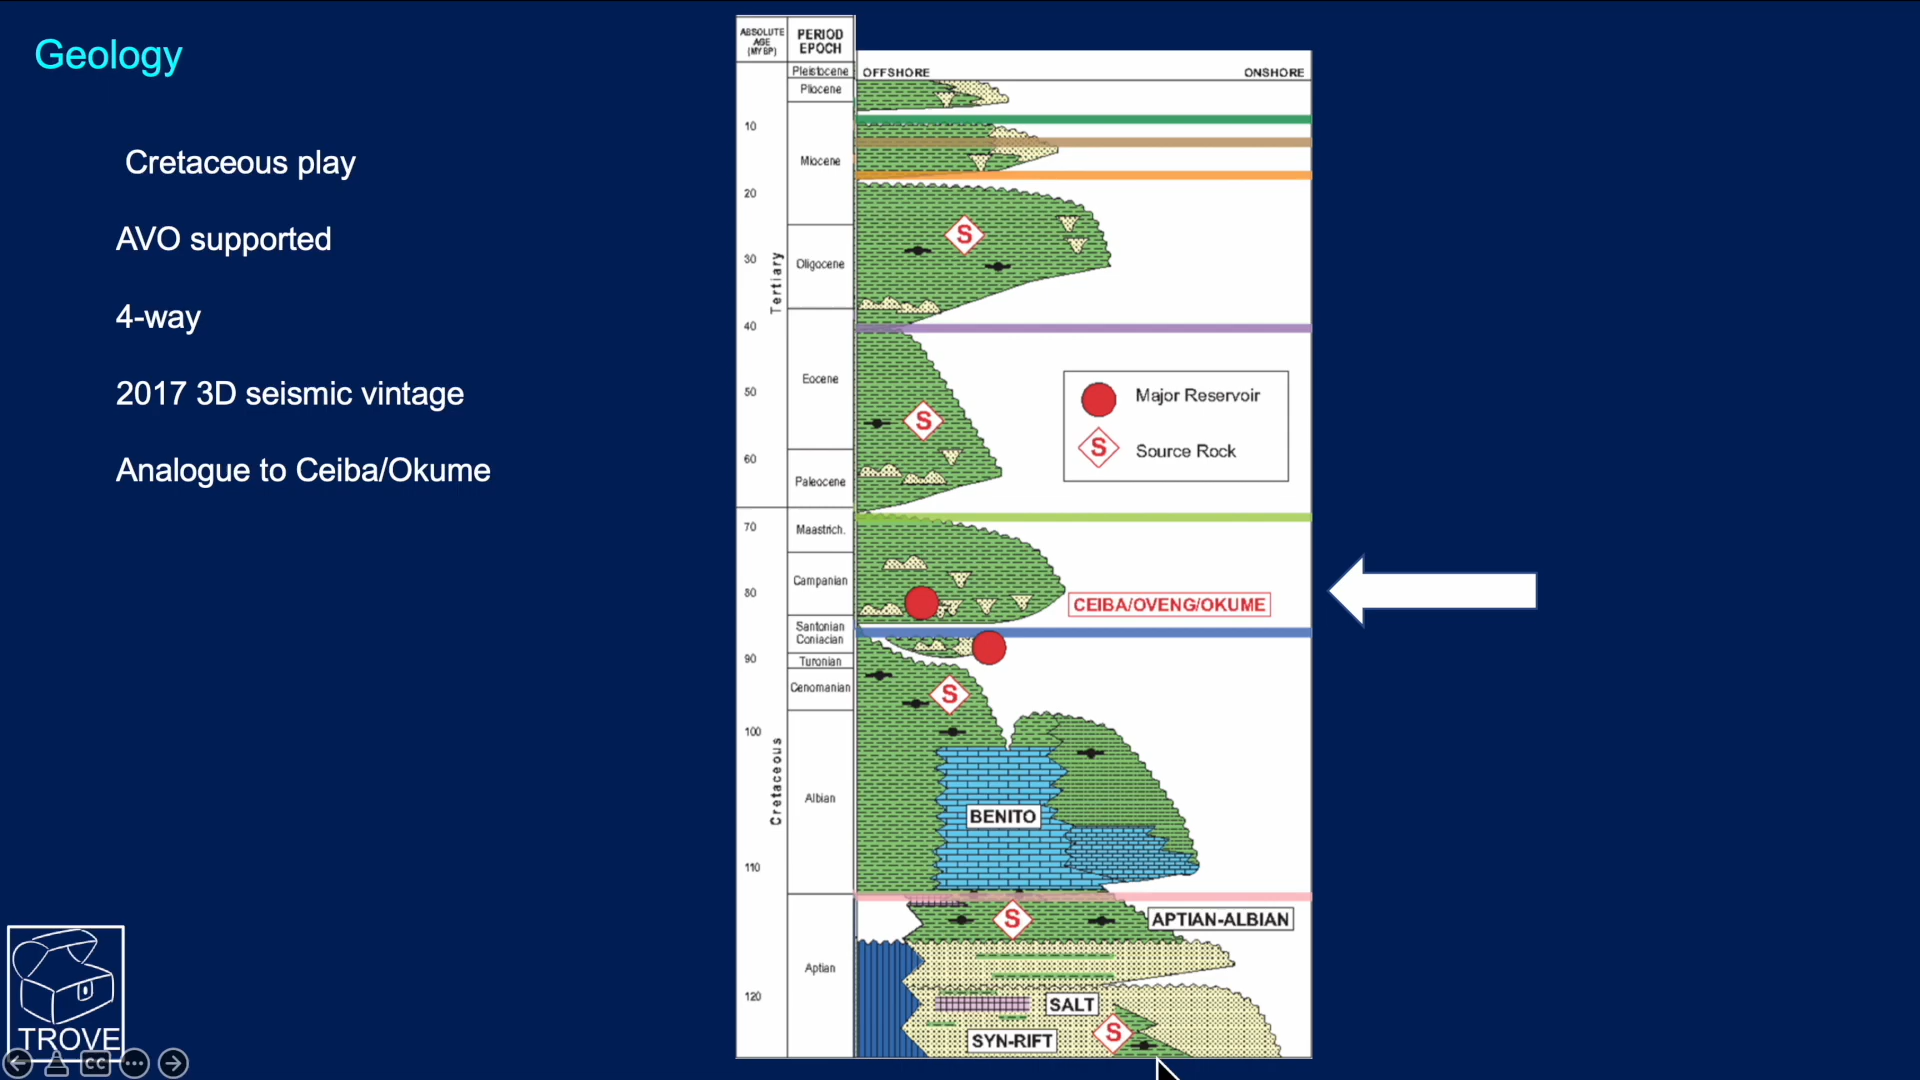 Geology
Cretaceous play
AVO supported
4-way
2017 3D seismic vintage
Analogue to Ceiba/Okume
ABSOLUTE
AGE
(MYBP)
PERIOD
EPOCH
Pleistocene
Pliocene
OFFSHORE
ONSHORE
10
Miocene
20
S
30
Oligocene
Tertiary
40
Eocene
50
S
60
Paleocene
Major Reservoir
S
Source Rock
70
Maastrich.
Campanian
80
CEIBA/OVENG/OKUME
Santonian
Coniacian
90
Turonian
Cenomanian
S
100
Cretaceous
Albian
BENITO
110
S
APTIAN-ALBIAN
Aptian
120
SALT
SYN-RIFT
S
TROVE
CC